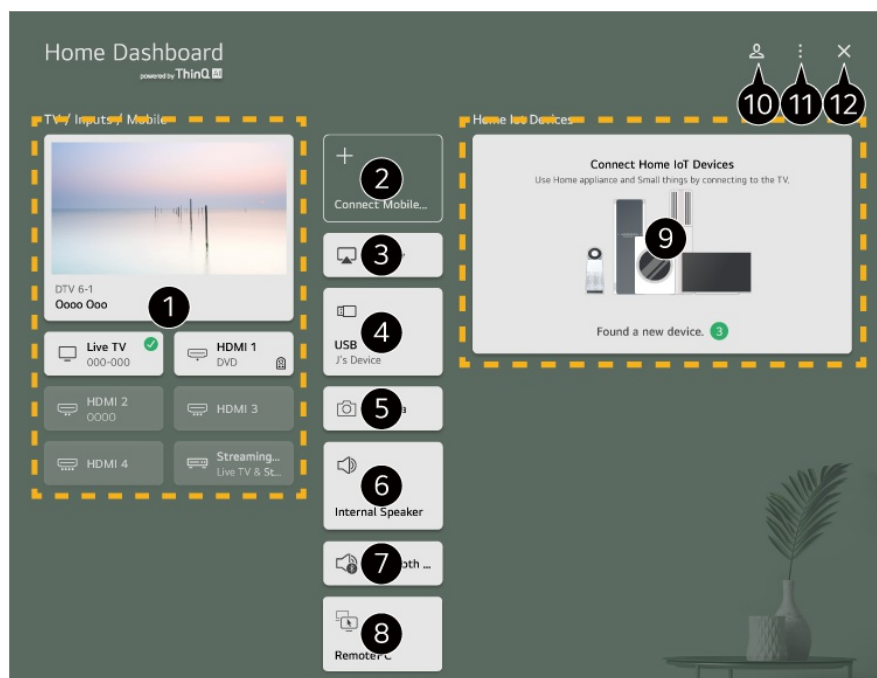 Home Dashboard
powered by ThinQ AI
TV / Inputs / Mobile
DTV 6-1
Oooo Ooo
1
Live TV
000-000
HDMI 1
DVD
HDMI 2
OOOO
HDMI 3
HDMI 4
Streaming...
Live TV & St...
2
Connect Mobile...
3
4
USB
J's Device
5
6
Internal Speaker
7
8
10
11
12
Home IoT Devices
Connect Home IoT Devices
Use Home appliance and Small things by connecting to the TV.
9
Found a new device. 3